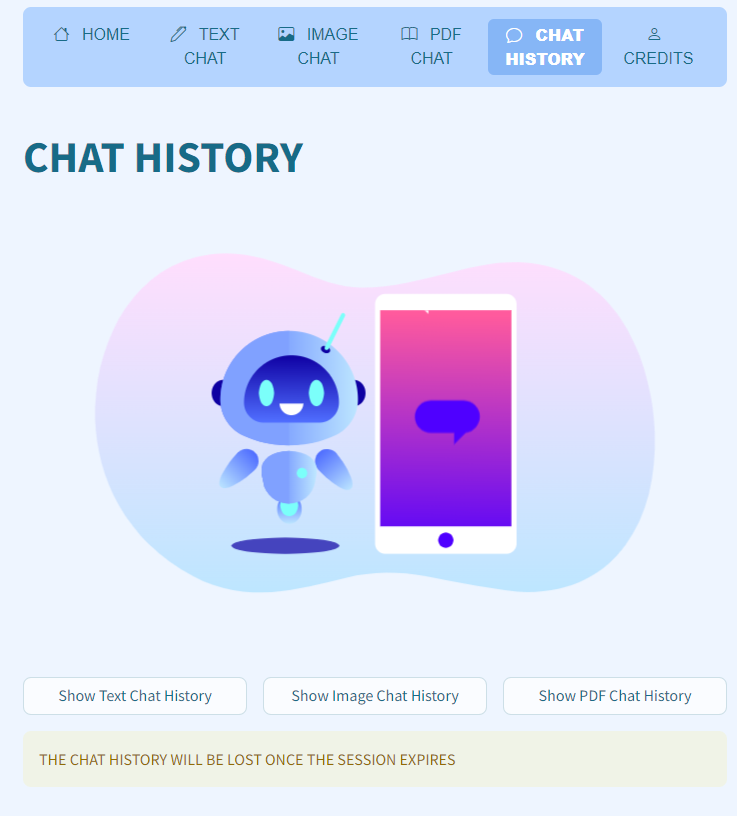 HOME
TEXT
CHAT
IMAGE
CHAT
PDF
CHAT
CHAT
HISTORY
CREDITS
CHAT HISTORY
Show Text Chat History
Show Image Chat History
Show PDF Chat History
THE CHAT HISTORY WILL BE LOST ONCE THE SESSION EXPIRES